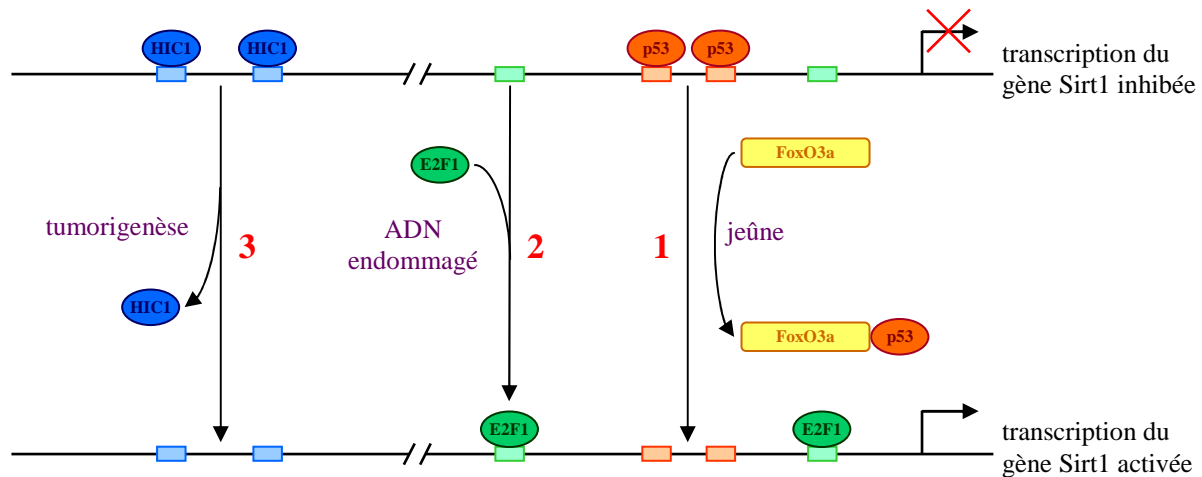 HIC1
HIC1
p53
p53
transcription du
gène Sirt1 inhibée
E2F1
FoxO3a
tumorigenèse
3
ADN
endommagé
2
1
jeûne
HIC1
FoxO3a
p53
E2F1
E2F1
transcription du
gène Sirt1 activée